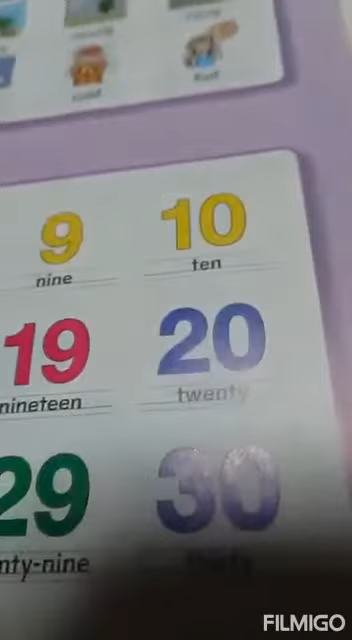 9 10
nine ten
19 20
nineteen twenty
29 30
nty-nine
FILMIGO